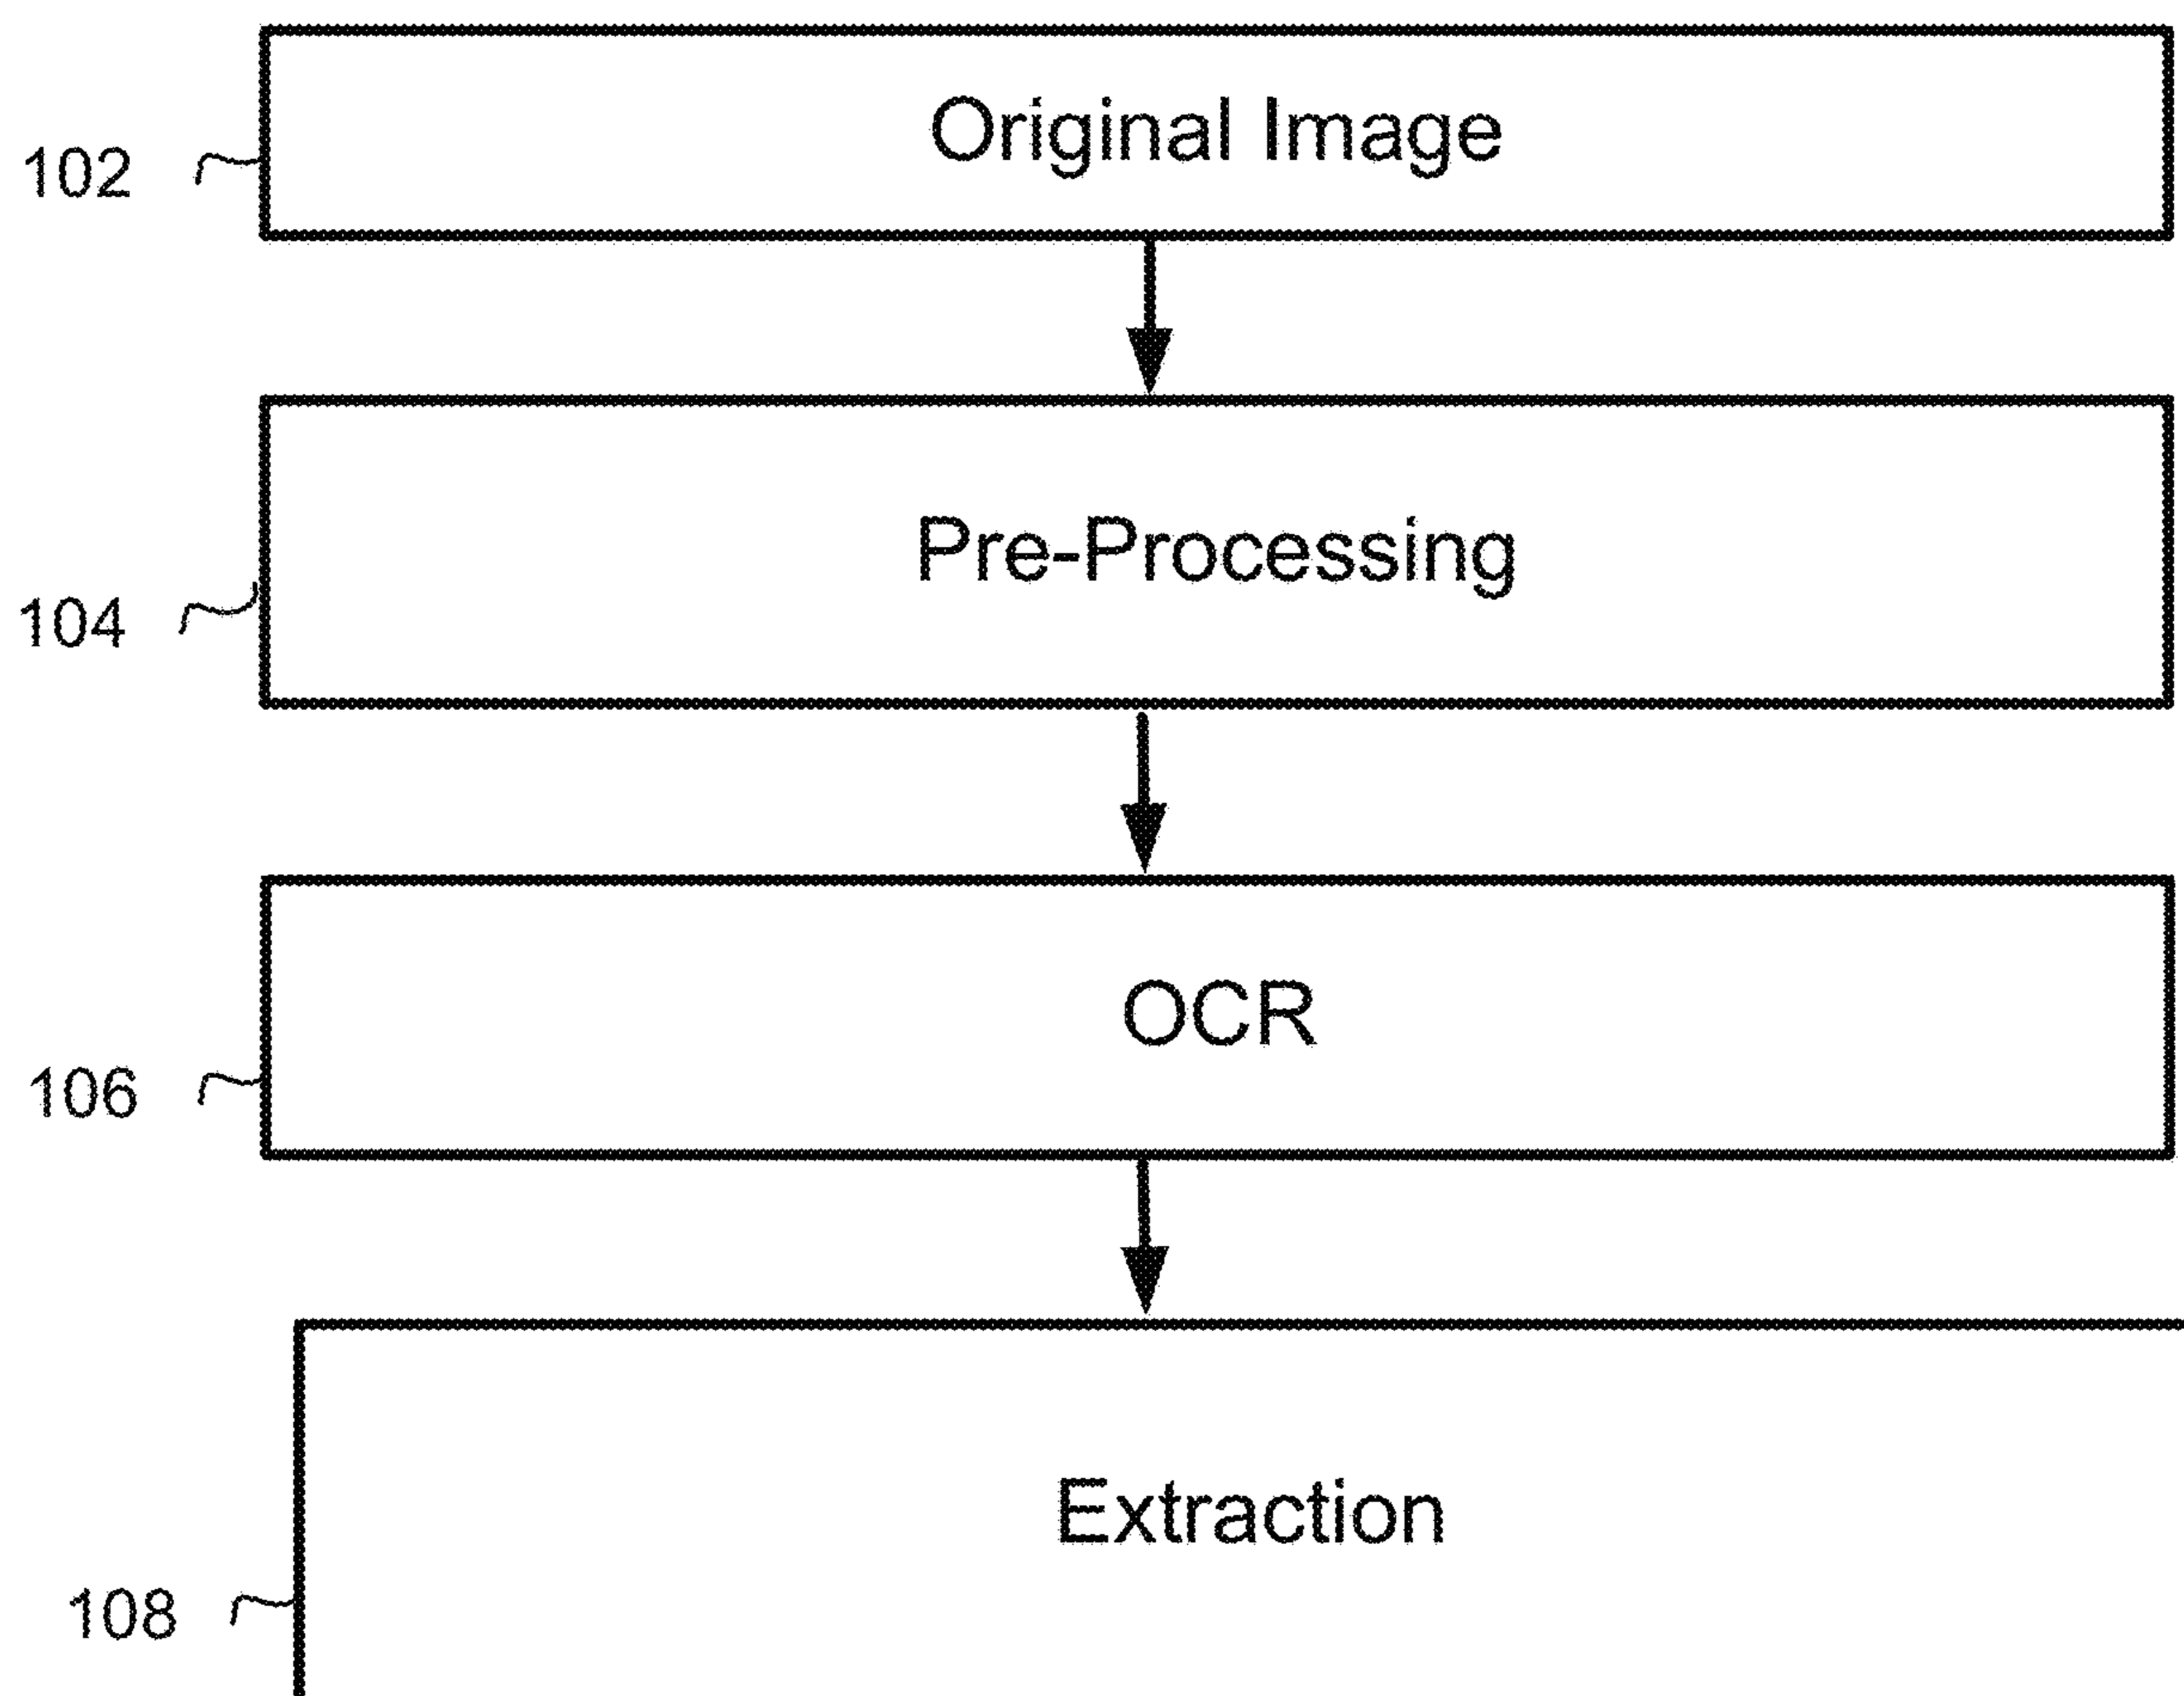 Original Image
102
Pre-Processing
104
OCR
106
Extraction
108